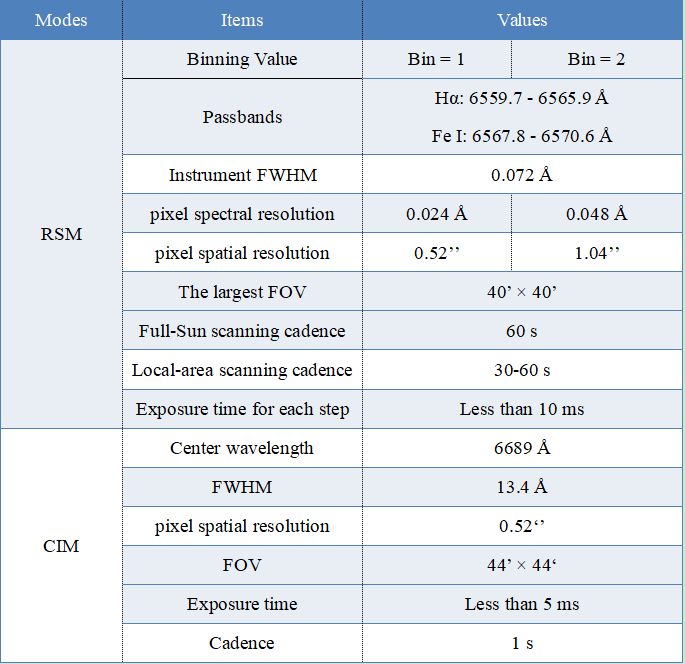 Modes Items Values
RSM
Binning Value Bin = 1 Bin = 2
Passbands
Hα: 6559.7 - 6565.9 Å
Fe I: 6567.8 - 6570.6 Å
Instrument FWHM 0.072 Å
pixel spectral resolution 0.024 Å 0.048 Å
pixel spatial resolution 0.52’’ 1.04’’
The largest FOV 40’ × 40’
Full-Sun scanning cadence 60 s
Local-area scanning cadence 30-60 s
Exposure time for each step Less than 10 ms
CIM
Center wavelength 6689 Å
FWHM 13.4 Å
pixel spatial resolution 0.52‘’
FOV 44’ × 44‘
Exposure time Less than 5 ms
Cadence 1 s